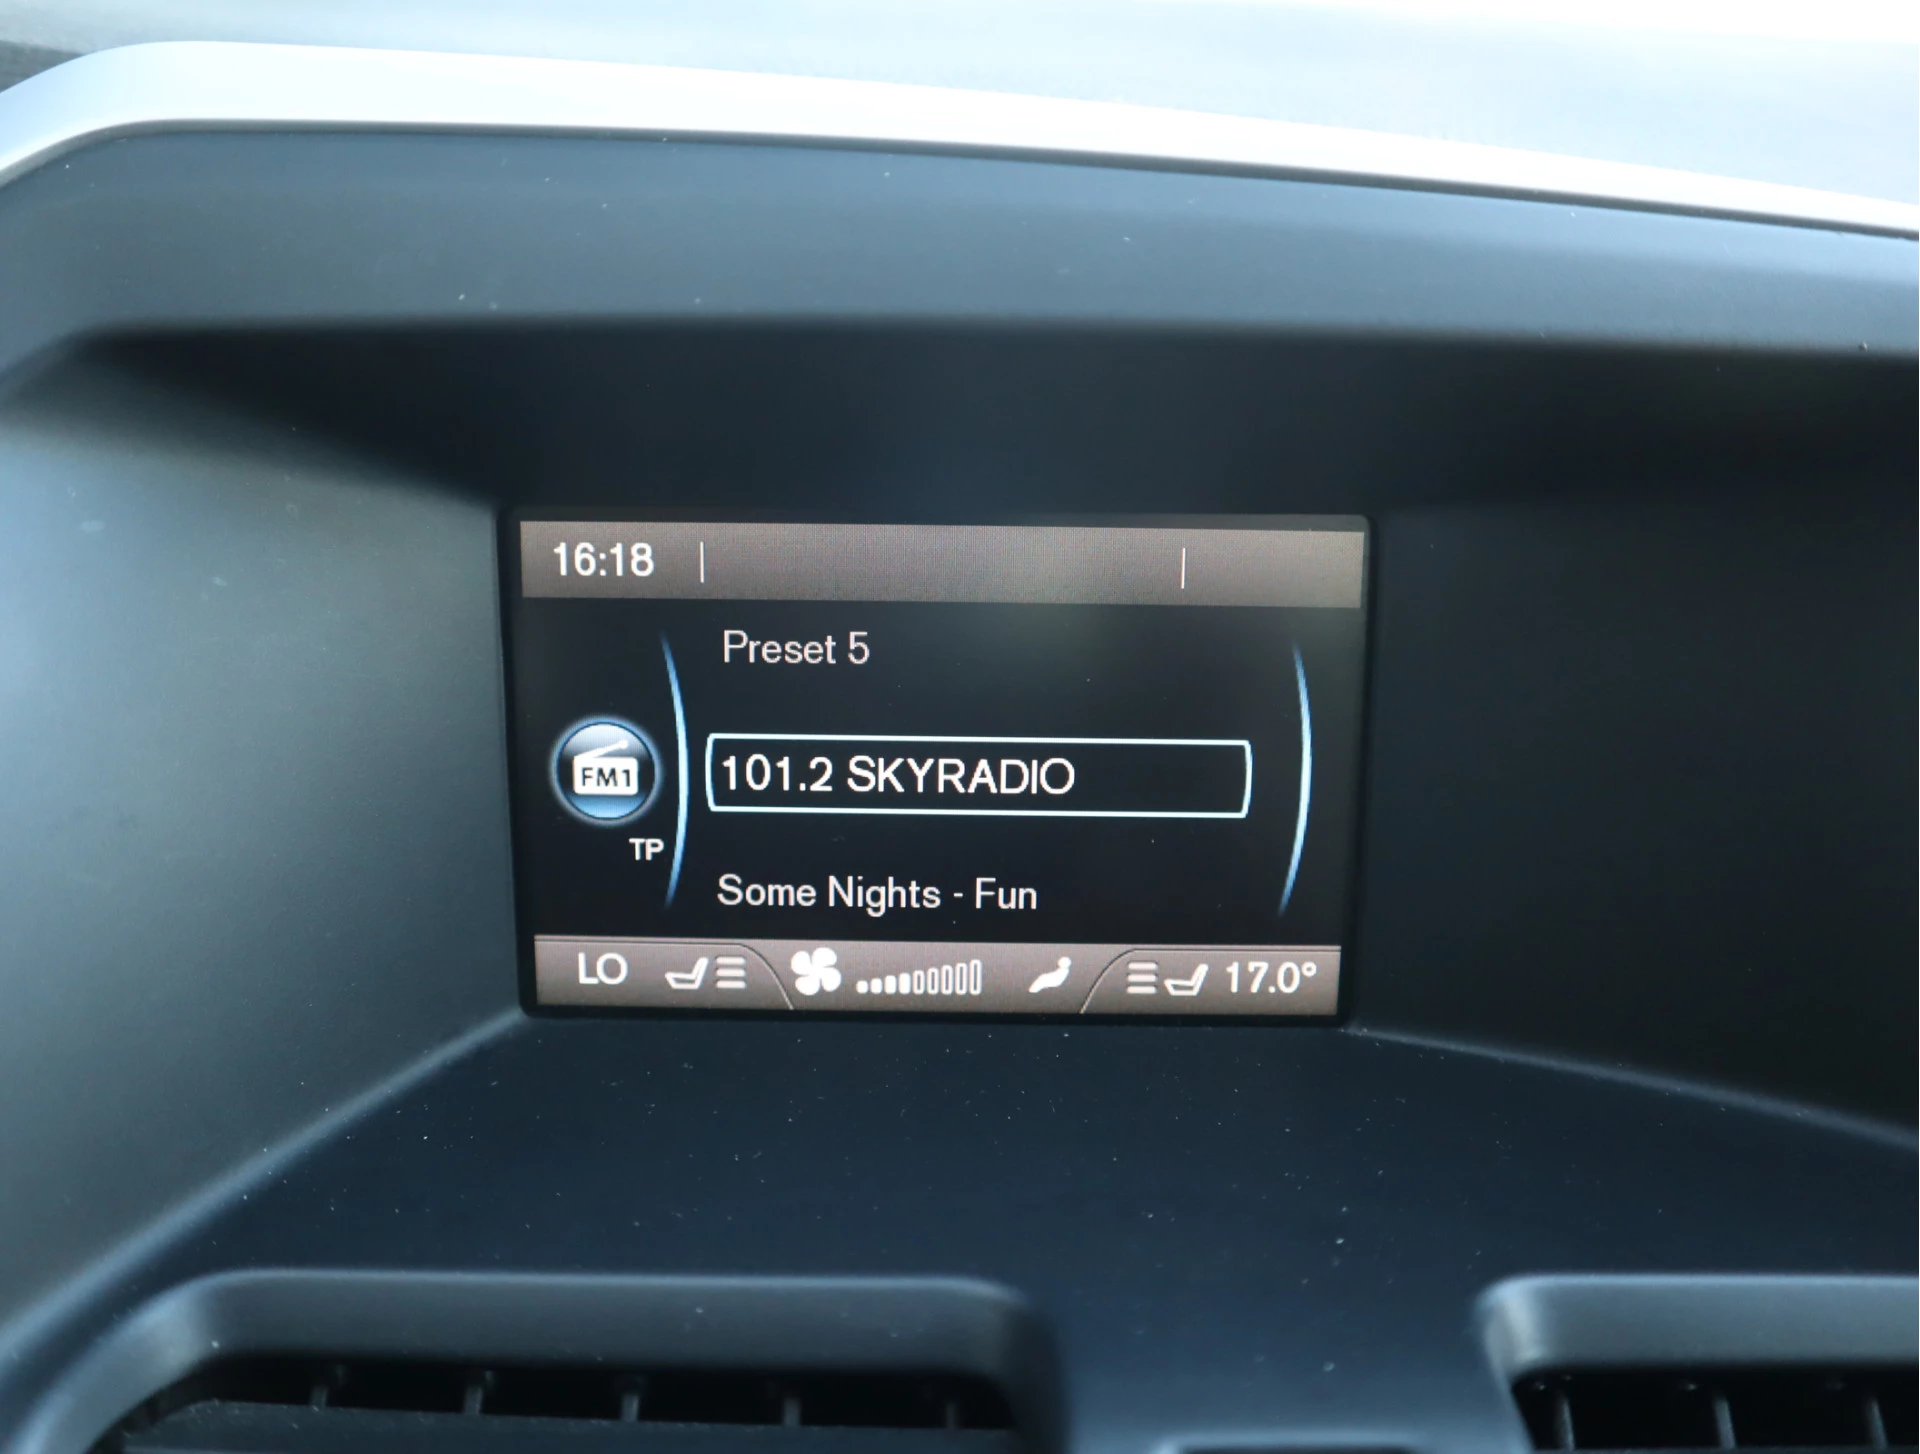 16:18
Preset 5
FM1
101.2 SKYRADIO
TP
Some Nights - Fun
LO 17.0°